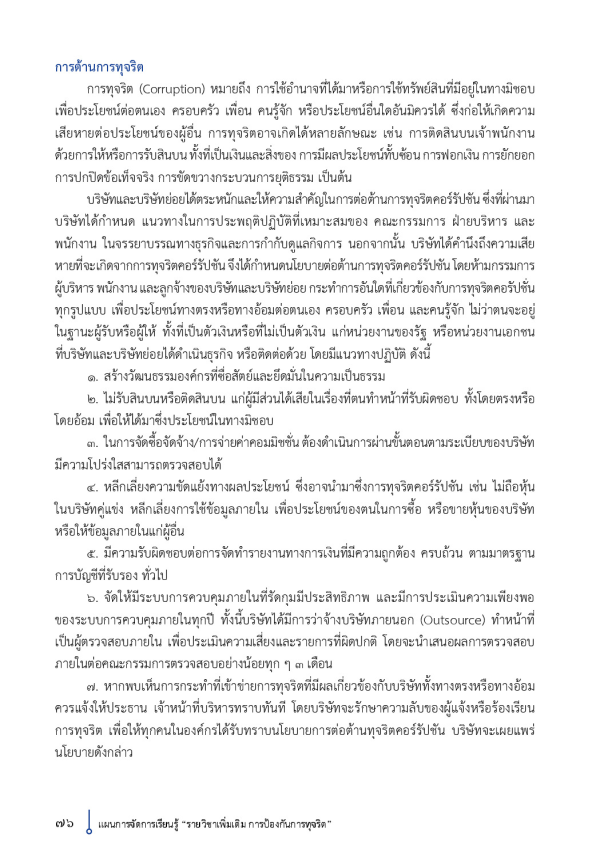 การต้านการทุจริต
การทุจริต (Corruption) หมายถึง การใช้อำนาจที่ได้มาหรือการใช้ทรัพย์สินที่มีอยู่ในทางมิชอบ
เพื่อประโยชน์ต่อตนเอง ครอบครัว เพื่อน คนรู้จัก หรือประโยชน์อื่นใดอันมิควรได้ ซึ่งก่อให้เกิดความ
เสียหายต่อประโยชน์ของผู้อื่น การทุจริตอาจเกิดได้หลายลักษณะ เช่น การติดสินบนเจ้าพนักงาน
ด้วยการให้หรือการรับสินบน ทั้งที่เป็นเงินและสิ่งของ การมีผลประโยชน์ทับซ้อน การฟอกเงิน การยักยอก
การปกปิดข้อเท็จจริง การขัดขวางกระบวนการยุติธรรม เป็นต้น
บริษัทและบริษัทย่อยได้ตระหนักและให้ความสำคัญในการต่อต้านการทุจริตคอร์รัปชัน ซึ่งที่ผ่านมา
บริษัทได้กำหนด แนวทางในการประพฤติปฏิบัติที่เหมาะสมของ คณะกรรมการ ฝ่ายบริหาร และ
พนักงาน ในจรรยาบรรณทางธุรกิจและการกำกับดูแลกิจการ นอกจากนั้น บริษัทได้คำนึงถึงความเสีย
หายที่จะเกิดจากการทุจริตคอร์รัปชัน จึงได้กำหนดนโยบายต่อต้านการทุจริตคอร์รัปชัน โดยห้ามกรรมการ
ผู้บริหาร พนักงาน และลูกจ้างของบริษัทและบริษัทย่อย กระทำการอันใดที่เกี่ยวข้องกับการทุจริตคอรัปชั่น
ทุกรูปแบบ เพื่อประโยชน์ทางตรงหรือทางอ้อมต่อตนเอง ครอบครัว เพื่อน และคนรู้จัก ไม่ว่าตนจะอยู่
ในฐานะผู้รับหรือผู้ให้ ทั้งที่เป็นตัวเงินหรือที่ไม่เป็นตัวเงิน แก่หน่วยงานของรัฐ หรือหน่วยงานเอกชน
ที่บริษัทและบริษัทย่อยได้ดำเนินธุรกิจ หรือติดต่อด้วย โดยมีแนวทางปฏิบัติ ดังนี้
๑. สร้างวัฒนธรรมองค์กรที่ซื่อสัตย์และยึดมั่นในความเป็นธรรม
๒. ไม่รับสินบนหรือติดสินบน แก่ผู้มีส่วนได้เสียในเรื่องที่ตนทำหน้าที่รับผิดชอบ ทั้งโดยตรงหรือ
โดยอ้อม เพื่อให้ได้มาซึ่งประโยชน์ในทางมิชอบ
๓. ในการจัดซื้อจัดจ้าง/การจ่ายค่าคอมมิชชั่น ต้องดำเนินการผ่านขั้นตอนตามระเบียบของบริษัท
มีความโปร่งใสสามารถตรวจสอบได้
๔. หลีกเลี่ยงความขัดแย้งทางผลประโยชน์ ซึ่งอาจนำมาซึ่งการทุจริตคอร์รัปชัน เช่น ไม่ถือหุ้น
ในบริษัทคู่แข่ง หลีกเลี่ยงการใช้ข้อมูลภายใน เพื่อประโยชน์ของตนในการซื้อ หรือขายหุ้นของบริษัท
หรือให้ข้อมูลภายในแก่ผู้อื่น
๕. มีความรับผิดชอบต่อการจัดทำรายงานทางการเงินที่มีความถูกต้อง ครบถ้วน ตามมาตรฐาน
การบัญชีที่รับรอง ทั่วไป
๖. จัดให้มีระบบการควบคุมภายในที่รัดกุมมีประสิทธิภาพ และมีการประเมินความเพียงพอ
ของระบบการควบคุมภายในทุกปี ทั้งนี้บริษัทได้มีการว่าจ้างบริษัทภายนอก (Outsource) ทำหน้าที่
เป็นผู้ตรวจสอบภายใน เพื่อประเมินความเสี่ยงและรายการที่ผิดปกติ โดยจะนำเสนอผลการตรวจสอบ
ภายในต่อคณะกรรมการตรวจสอบอย่างน้อยทุก ๆ ๓ เดือน
๗. หากพบเห็นการกระทำที่เข้าข่ายการทุจริตที่มีผลเกี่ยวข้องกับบริษัททั้งทางตรงหรือทางอ้อม
ควรแจ้งให้ประธาน เจ้าหน้าที่บริหารทราบทันที โดยบริษัทจะรักษาความลับของผู้แจ้งหรือร้องเรียน
การทุจริต เพื่อให้ทุกคนในองค์กรได้รับทราบนโยบายการต่อต้านทุจริตคอร์รัปชัน บริษัทจะเผยแพร่
นโยบายดังกล่าว
๗๖ แผนการจัดการเรียนรู้ "รายวิชาเพิ่มเติม การป้องกันการทุจริต"